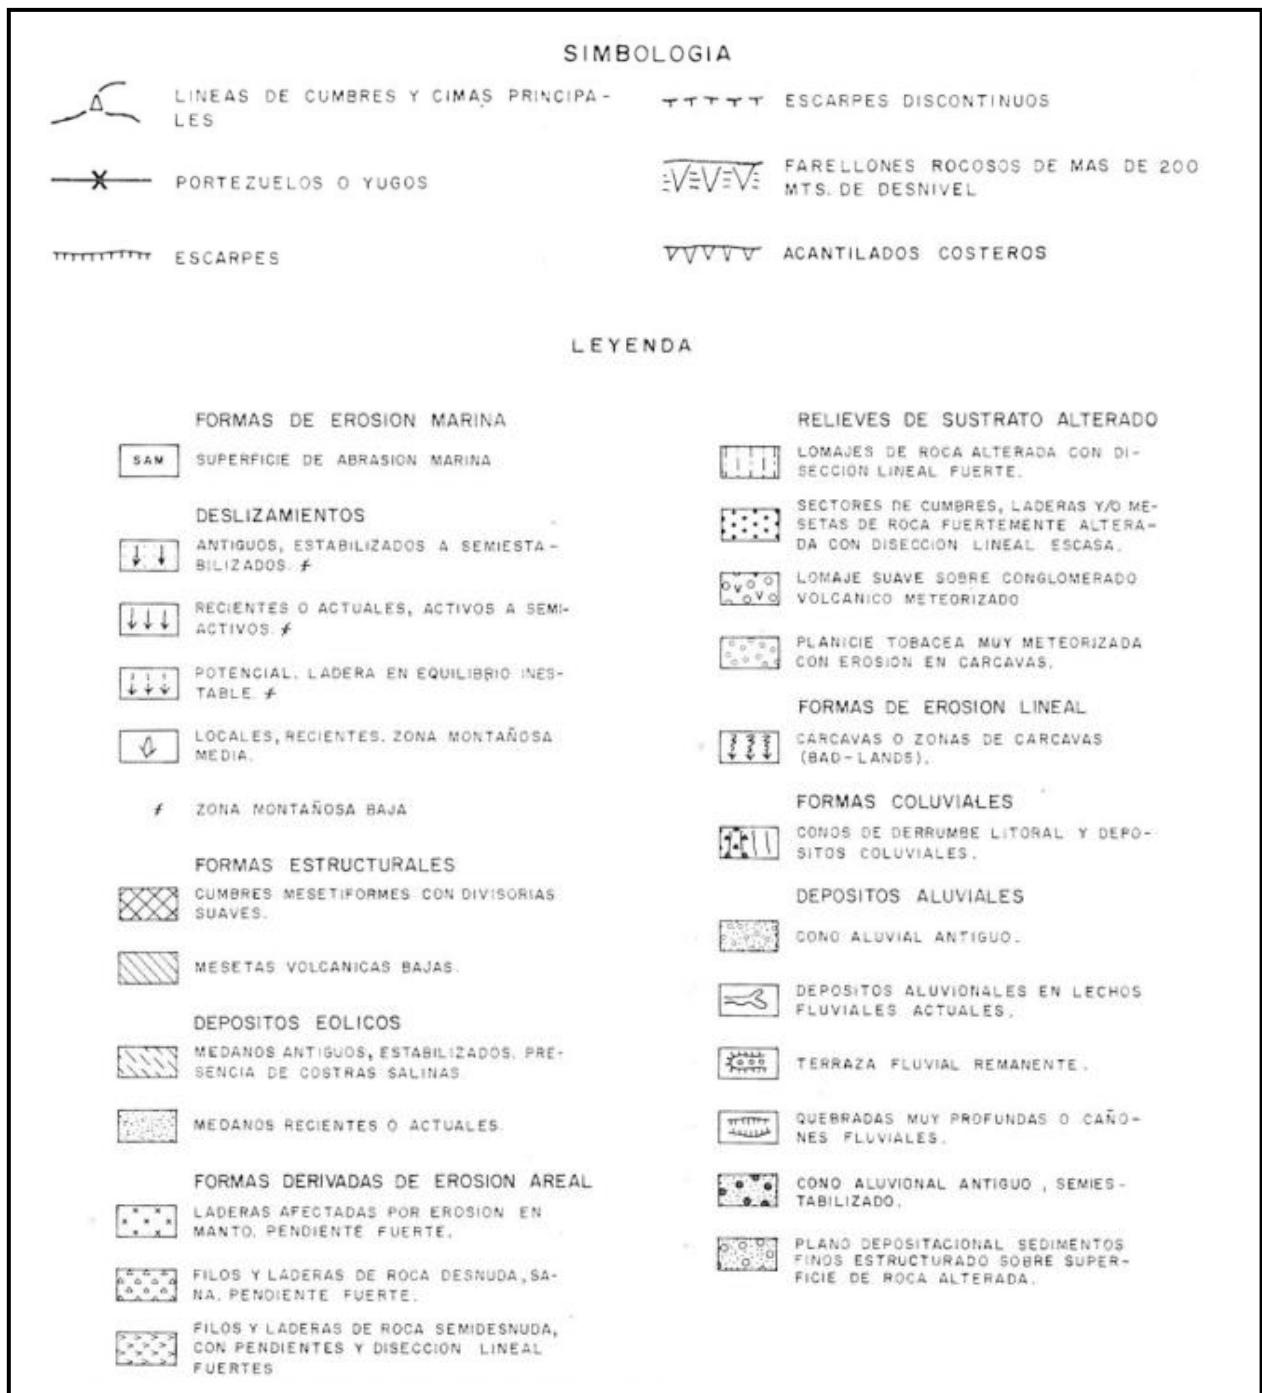 SIMBOLOGIA
LINEAS DE CUMBRES Y CIMAS PRINCIPA-
LES
PORTEZUELOS O YUGOS
ESCARPES
ESCARPES DISCONTINUOS
FARELLONES ROCOSOS DE MAS DE 200
MTS. DE DESNIVEL
ACANTILADOS COSTEROS
LEYENDA
FORMAS DE EROSION MARINA
SAM
SUPERFICIE DE ABRASION MARINA
DESLIZAMIENTOS
ANTIGUOS, ESTABILIZADOS A SEMIESTA-
BILIZADOS. f
RECIENTES O ACTUALES, ACTIVOS A SEMI-
ACTIVOS. f
POTENCIAL. LADERA EN EQUILIBRIO INES-
TABLE. f
LOCALES, RECIENTES. ZONA MONTAÑOSA
MEDIA.
f ZONA MONTAÑOSA BAJA
FORMAS ESTRUCTURALES
CUMBRES MESETIFORMES CON DIVISORIAS
SUAVES.
MESETAS VOLCANICAS BAJAS.
DEPOSITOS EOLICOS
MEDANOS ANTIGUOS, ESTABILIZADOS. PRE-
SENCIA DE COSTRAS SALINAS
MEDANOS RECIENTES O ACTUALES.
FORMAS DERIVADAS DE EROSION AREAL
LADERAS AFECTADAS POR EROSION EN
MANTO. PENDIENTE FUERTE.
FILOS Y LADERAS DE ROCA DESNUDA, SA-
NA. PENDIENTE FUERTE.
FILOS Y LADERAS DE ROCA SEMIDESNUDA,
CON PENDIENTES Y DISECCION LINEAL
FUERTES
RELIEVES DE SUSTRATO ALTERADO
LOMAJES DE ROCA ALTERADA CON DI-
SECCION LINEAL FUERTE.
SECTORES DE CUMBRES, LADERAS Y/O ME-
SETAS DE ROCA FUERTEMENTE ALTERA-
DA CON DISECCION LINEAL ESCASA.
LOMAJE SUAVE SOBRE CONGLOMERADO
VOLCANICO METEORIZADO
PLANICIE TOBACEA MUY METEORIZADA
CON EROSION EN CARCAVAS.
FORMAS DE EROSION LINEAL
CARCAVAS O ZONAS DE CARCAVAS
(BAD-LANDS).
FORMAS COLUVIALES
CONOS DE DERRUMBE LITORAL Y DEPO-
SITOS COLUVIALES.
DEPOSITOS ALUVIALES
CONO ALUVIAL ANTIGUO.
DEPOSITOS ALUVIONALES EN LECHOS
FLUVIALES ACTUALES.
TERRAZA FLUVIAL REMANENTE.
QUEBRADAS MUY PROFUNDAS O CAÑO-
NES FLUVIALES.
CONO ALUVIONAL ANTIGUO, SEMIES-
TABILIZADO.
PLANO DEPOSITACIONAL SEDIMENTOS
FINOS ESTRUCTURADO SOBRE SUPER-
FICIE DE ROCA ALTERADA.